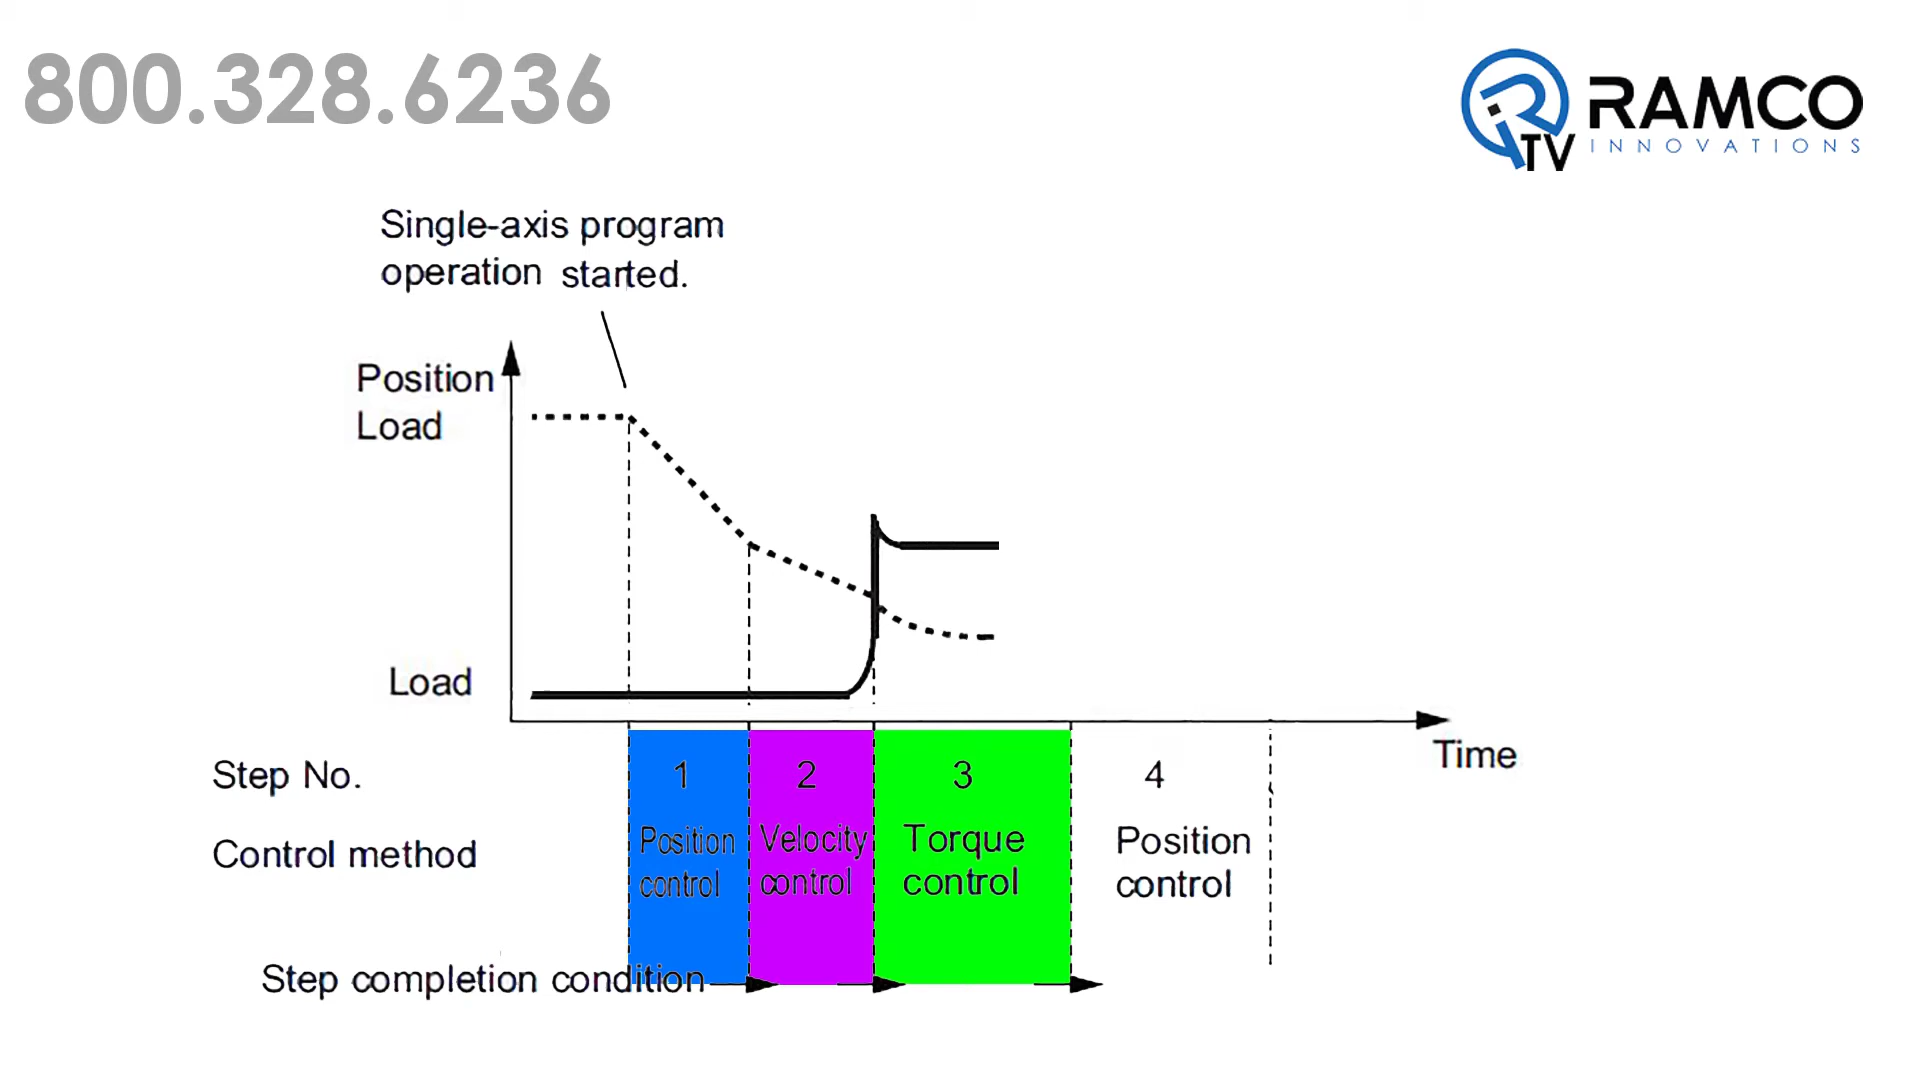 800.328.6236
TV
RAMCO
INNOVATIONS
Single-axis program
operation started.
Position
Load
Load
Time
Step No.
1
2
3
4
Control method
Position
control
Velocity
control
Torque
control
Position
control
Step completion condition